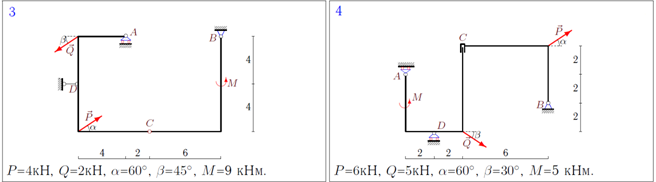 3
β
Q⃗
A
B
D
M
4
4
P⃗
α
C
4 2 6
P=4кН, Q=2кН, α=60°, β=45°, M=9 кНм.
4
P⃗
α
C
A
M
B
D
Q⃗
β
2
2
2
2 2 6
P=6кН, Q=5кН, α=60°, β=30°, M=5 кНм.